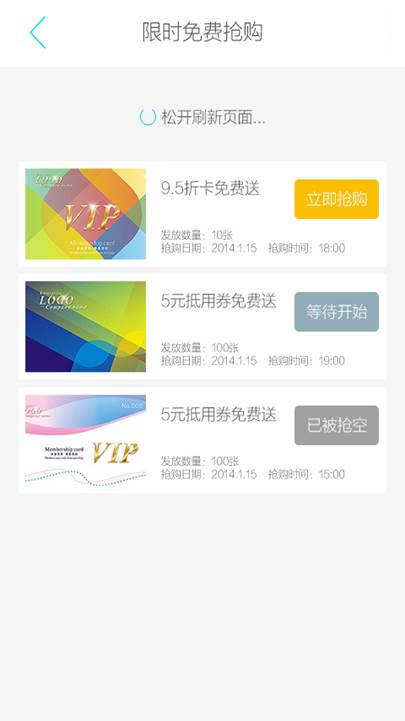 限时免费抢购
松开刷新页面...
LOGO
VIP
Membership card
9.5折卡免费送
立即抢购
发放数量：10张
抢购日期：2014.1.15 抢购时间：18:00
LOGO
Company name
5元抵用券免费送
等待开始
发放数量：100张
抢购日期：2014.1.15 抢购时间：19:00
No.000
LOGO
Membership card
VIP
5元抵用券免费送
已被抢空
发放数量：100张
抢购日期：2014.1.15 抢购时间：15:00